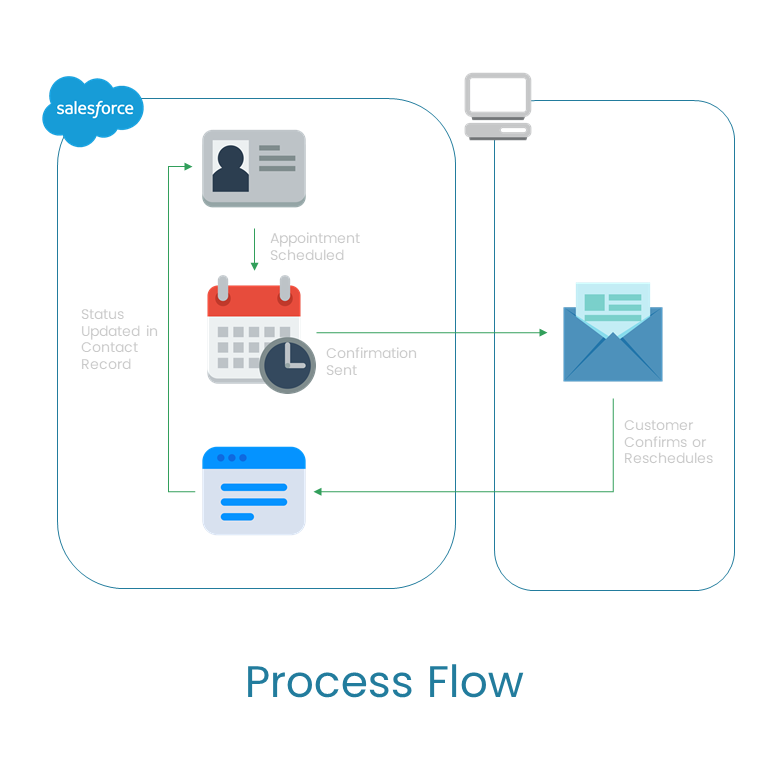 salesforce
Appointment
Scheduled
Status
Updated in
Contact
Record
Confirmation
Sent
Customer
Confirms or
Reschedules
Process Flow